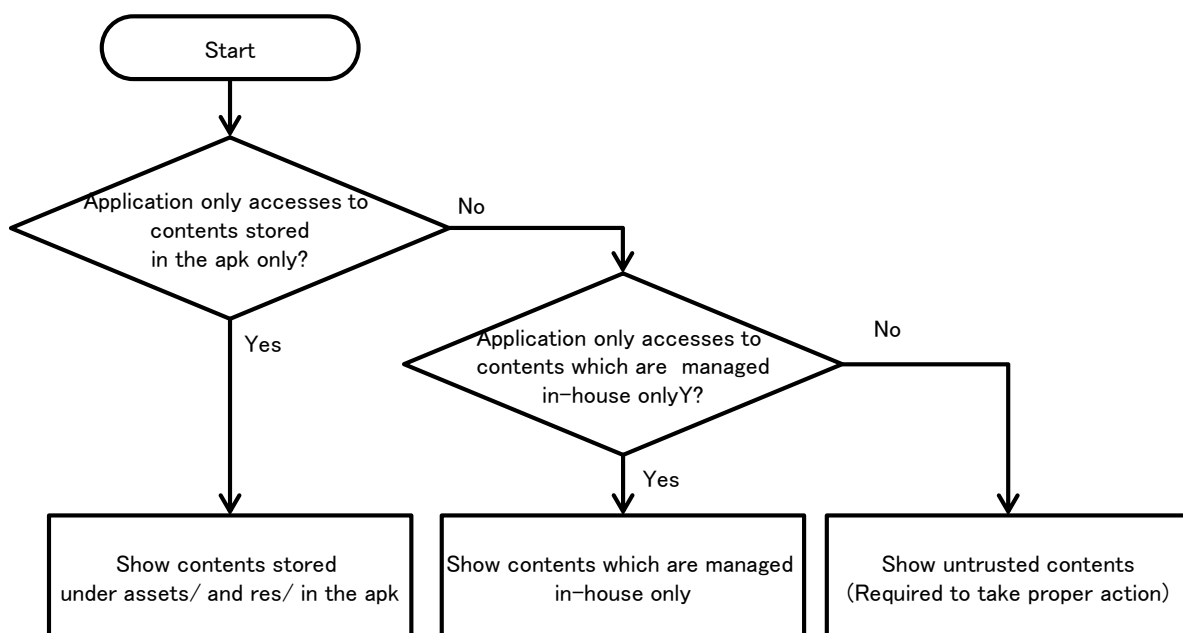 Start
Application only accesses to
contents stored
in the apk only?
No
Yes
Application only accesses to
contents which are  managed
in-house onlyY?
No
Yes
Show contents stored
under assets/ and res/ in the apk
Show contents which are managed
in-house only
Show untrusted contents
(Required to take proper action)